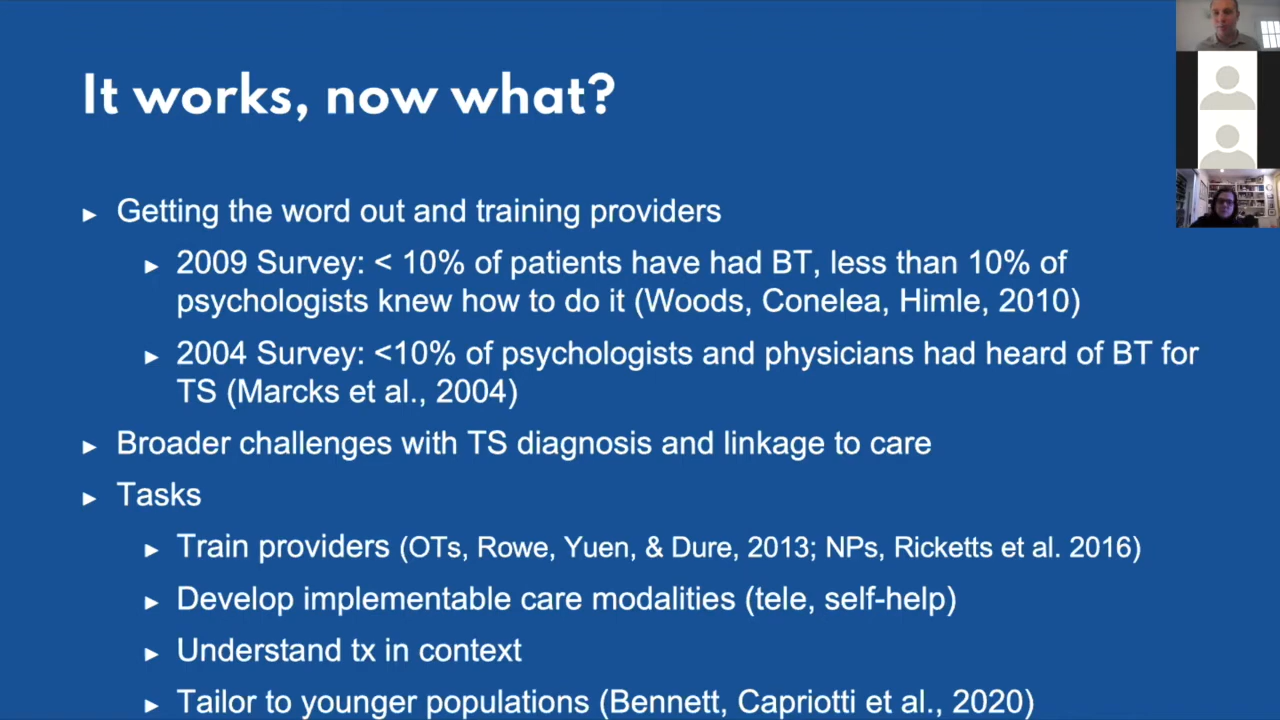 It works, now what?
► Getting the word out and training providers
► 2009 Survey: < 10% of patients have had BT, less than 10% of
psychologists knew how to do it (Woods, Conelea, Himle, 2010)
► 2004 Survey: <10% of psychologists and physicians had heard of BT for
TS (Marcks et al., 2004)
► Broader challenges with TS diagnosis and linkage to care
► Tasks
► Train providers (OTs, Rowe, Yuen, & Dure, 2013; NPs, Ricketts et al. 2016)
► Develop implementable care modalities (tele, self-help)
► Understand tx in context
► Tailor to younger populations (Bennett, Capriotti et al., 2020)